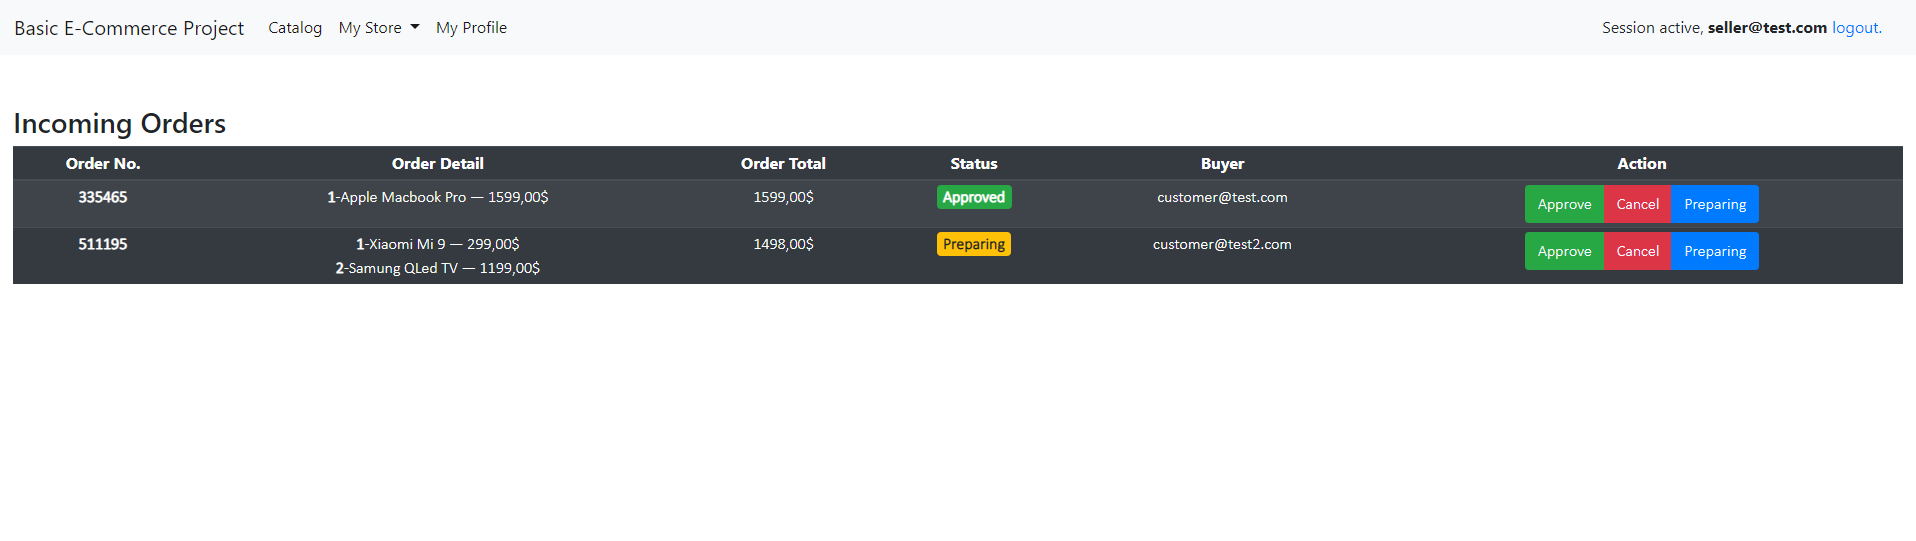 Basic E-Commerce Project Catalog My Store My Profile Session active, seller@test.com logout.
Incoming Orders
Order No. Order Detail Order Total Status Buyer Action
335465 1-Apple Macbook Pro — 1599,00$ 1599,00$ Approved customer@test.com Approve Cancel Preparing
511195 1-Xiaomi Mi 9 — 299,00$ 1498,00$ Preparing customer@test2.com Approve Cancel Preparing
2-Samung QLed TV — 1199,00$